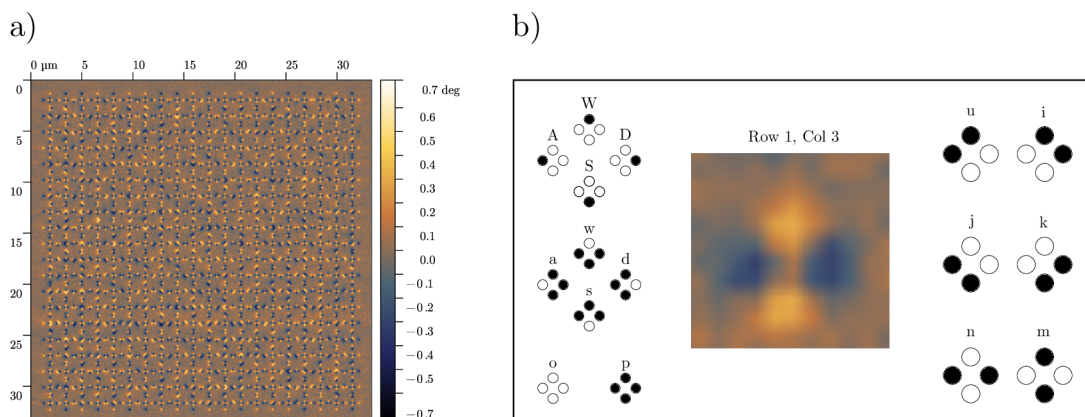 a)
0 µm 5 10 15 20 25 30
0
5
10
15
20
25
30
0.7 deg
0.6
0.4
0.3
0.2
0.1
0.0
−0.1
−0.2
−0.3
−0.4
−0.5
−0.7
b)
W
A D
S
w
a d
s
o p
Row 1, Col 3
u i
j k
n m